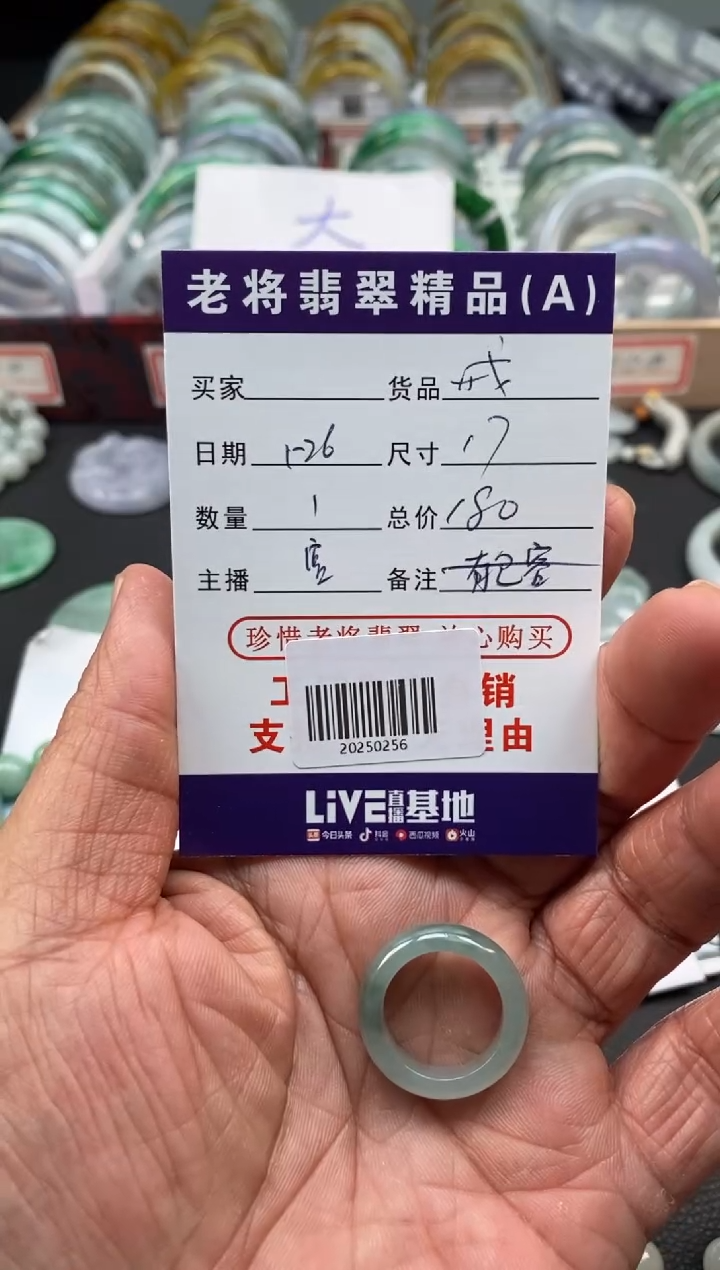 大
老将翡翠精品(A)
买家 货品 戒
日期 1-26 尺寸 17
数量 1 总价 180
主播 官 备注
珍惜老将翡翠 放心购买
销
支 理由
20250256
LiVE直播基地
今日头条 抖音 西瓜视频 火山